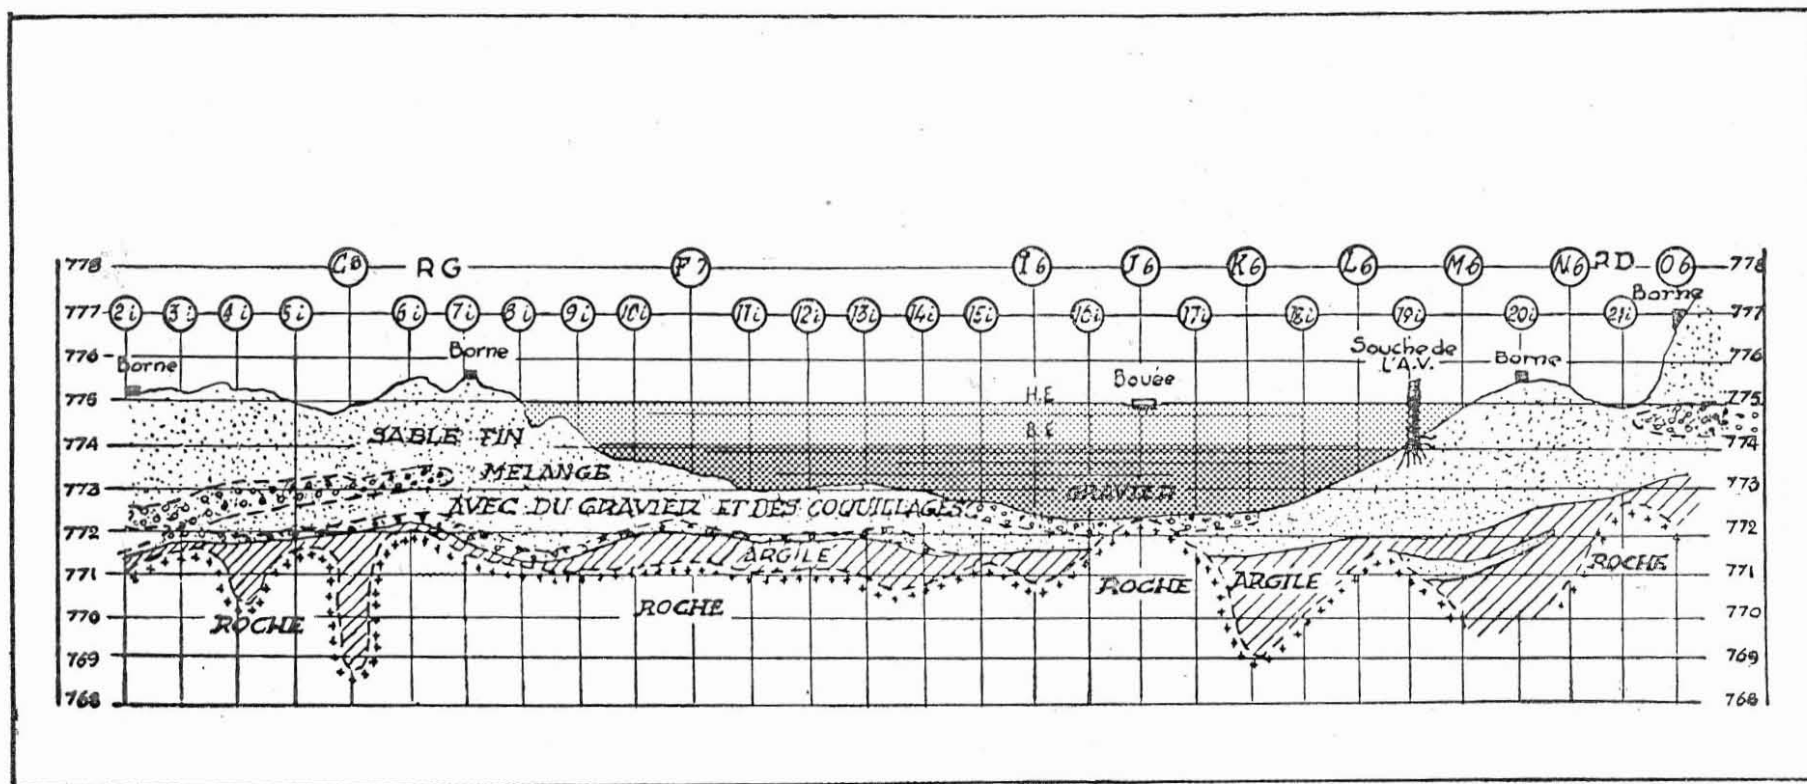 778 C8 RG F7 I6 J6 K6 L6 M6 N6 RD O6 778
Borne
777 2i 3i 4i 5i 6i 7i 8i 9i 10i 11i 12i 13i 14i 15i 16i 17i 18i 19i 20i 21i 777
776 Borne Borne Souche de Borne 776
L'A.V.
Bouée
775 H.E 775
B.E
774 SABLE FIN 774
MELANGE
773 GRAVIER 773
AVEC DU GRAVIER ET DES COQUILLAGES
772 772
ARGILE ROCHE
771 ROCHE ARGILE 771
770 ROCHE ROCHE 770
769 769
768 768